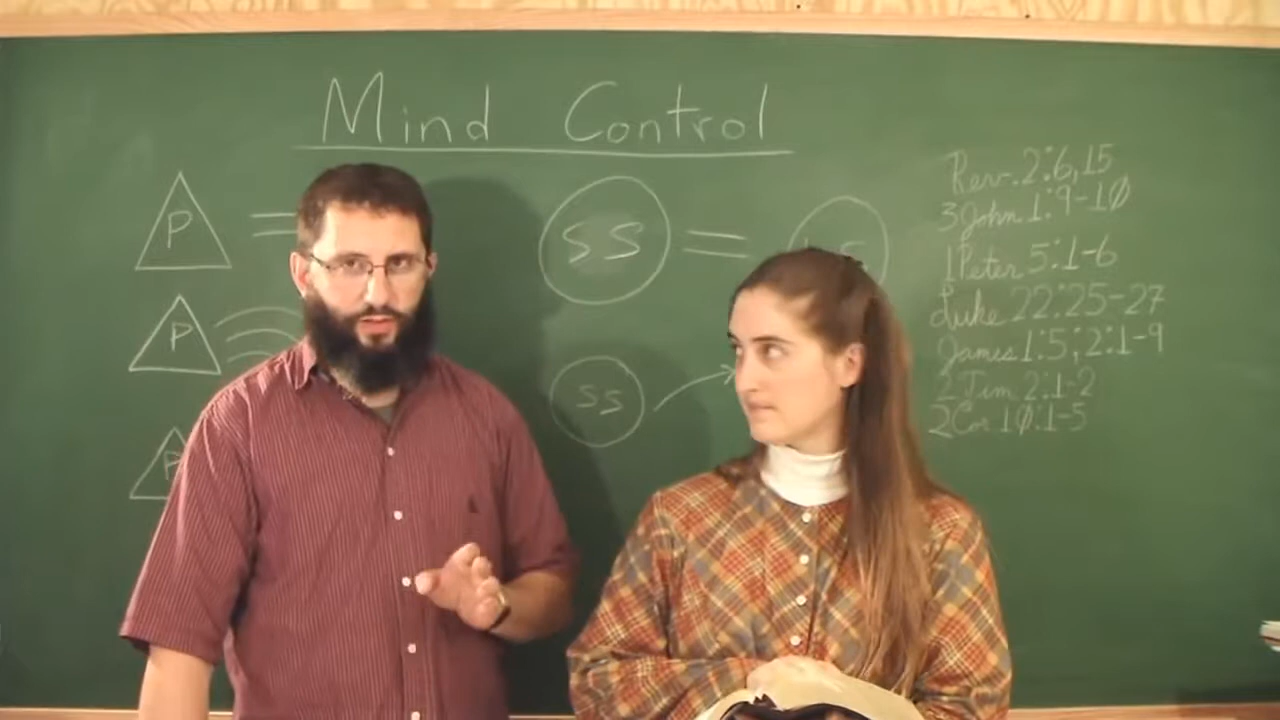 Mind Control
P =
SS =
P
SS
P
Rev. 2:6,15
3John 1:9-10
1Peter 5:1-6
Luke 22:25-27
James 1:5; 2:1-9
2Tim 2:1-2
2Cor 10:1-5